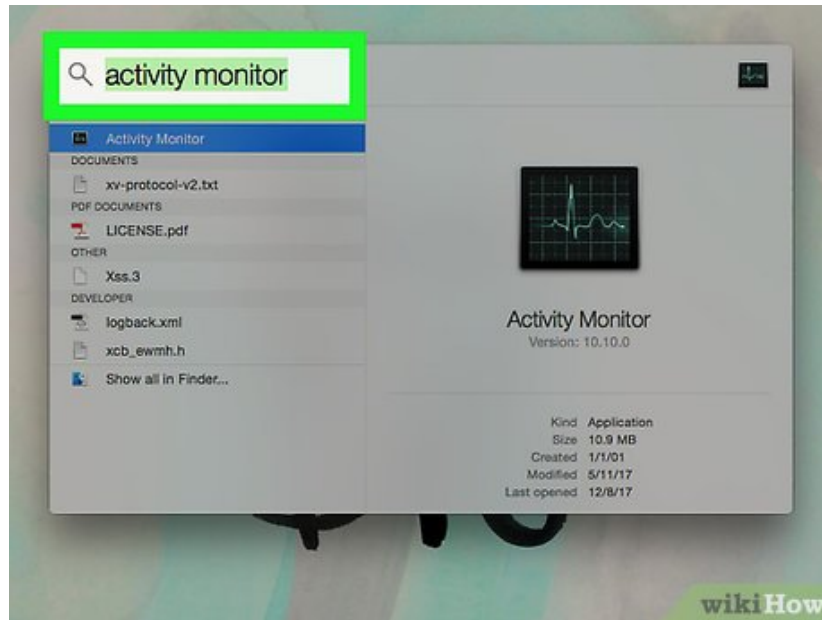 activity monitor
Activity Monitor
DOCUMENTS
xv-protocol-v2.txt
PDF DOCUMENTS
LICENSE.pdf
OTHER
Xss.3
DEVELOPER
logback.xml
xcb_ewmh.h
Show all in Finder...
Activity Monitor
Version: 10.10.0
Kind Application
Size 10.9 MB
Created 1/1/01
Modified 5/11/17
Last opened 12/8/17
wikiHow